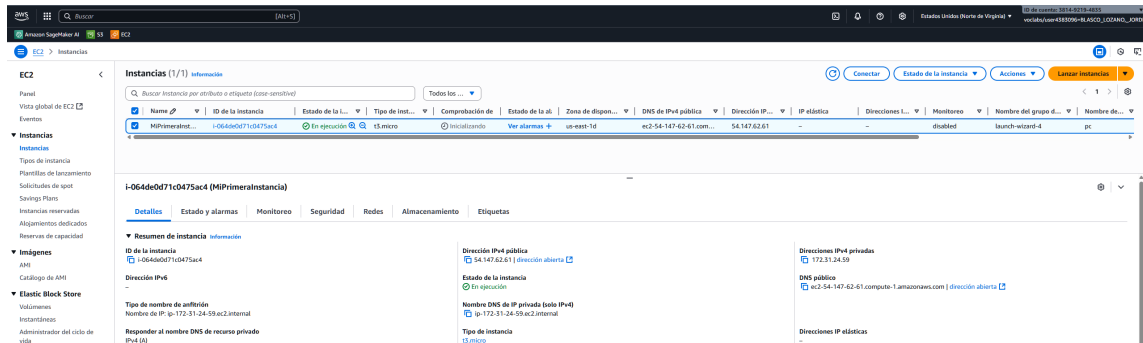 aws Buscar [Alt+S] Estados Unidos (Norte de Virginia) ID de cuenta: 3814-9219-4835
voclabs/user4383096=BLASCO_LOZANO,_JORD
Amazon SageMaker AI S3 EC2
EC2 > Instancias
EC2
Panel
Vista global de EC2
Eventos
Instancias
Instancias
Tipos de instancia
Plantillas de lanzamiento
Solicitudes de spot
Savings Plans
Instancias reservadas
Alojamientos dedicados
Reservas de capacidad
Imágenes
AMI
Catálogo de AMI
Elastic Block Store
Volúmenes
Instantáneas
Administrador del ciclo de
vida
Instancias (1/1) Información
Conectar Estado de la instancia Acciones Lanzar instancias
Buscar Instancia por atributo o etiqueta (case-sensitive) Todos los ... 1
Name ID de la instancia Estado de la i... Tipo de inst... Comprobación de Estado de la al Zona de dispon... DNS de IPv4 pública Dirección IP... IP elástica Direcciones I... Monitoreo Nombre del grupo d... Nombre de...
MiPrimeraInst... i-064de0d71c0475ac4 En ejecución t3.micro Inicializando Ver alarmas + us-east-1d ec2-54-147-62-61.com... 54.147.62.61 – – disabled launch-wizard-4 pc
i-064de0d71c0475ac4 (MiPrimeraInstancia)
Detalles Estado y alarmas Monitoreo Seguridad Redes Almacenamiento Etiquetas
Resumen de instancia Información
ID de la instancia
i-064de0d71c0475ac4
Dirección IPv4 pública
54.147.62.61 | dirección abierta
Direcciones IPv4 privadas
172.31.24.59
Dirección IPv6
–
Estado de la instancia
En ejecución
DNS público
ec2-54-147-62-61.compute-1.amazonaws.com | dirección abierta
Tipo de nombre de anfitrión
Nombre de IP: ip-172-31-24-59.ec2.internal
Nombre DNS de IP privada (solo IPv4)
ip-172-31-24-59.ec2.internal
Responder al nombre DNS de recurso privado
IPv4 (A)
Tipo de instancia
t3.micro
Direcciones IP elásticas
–